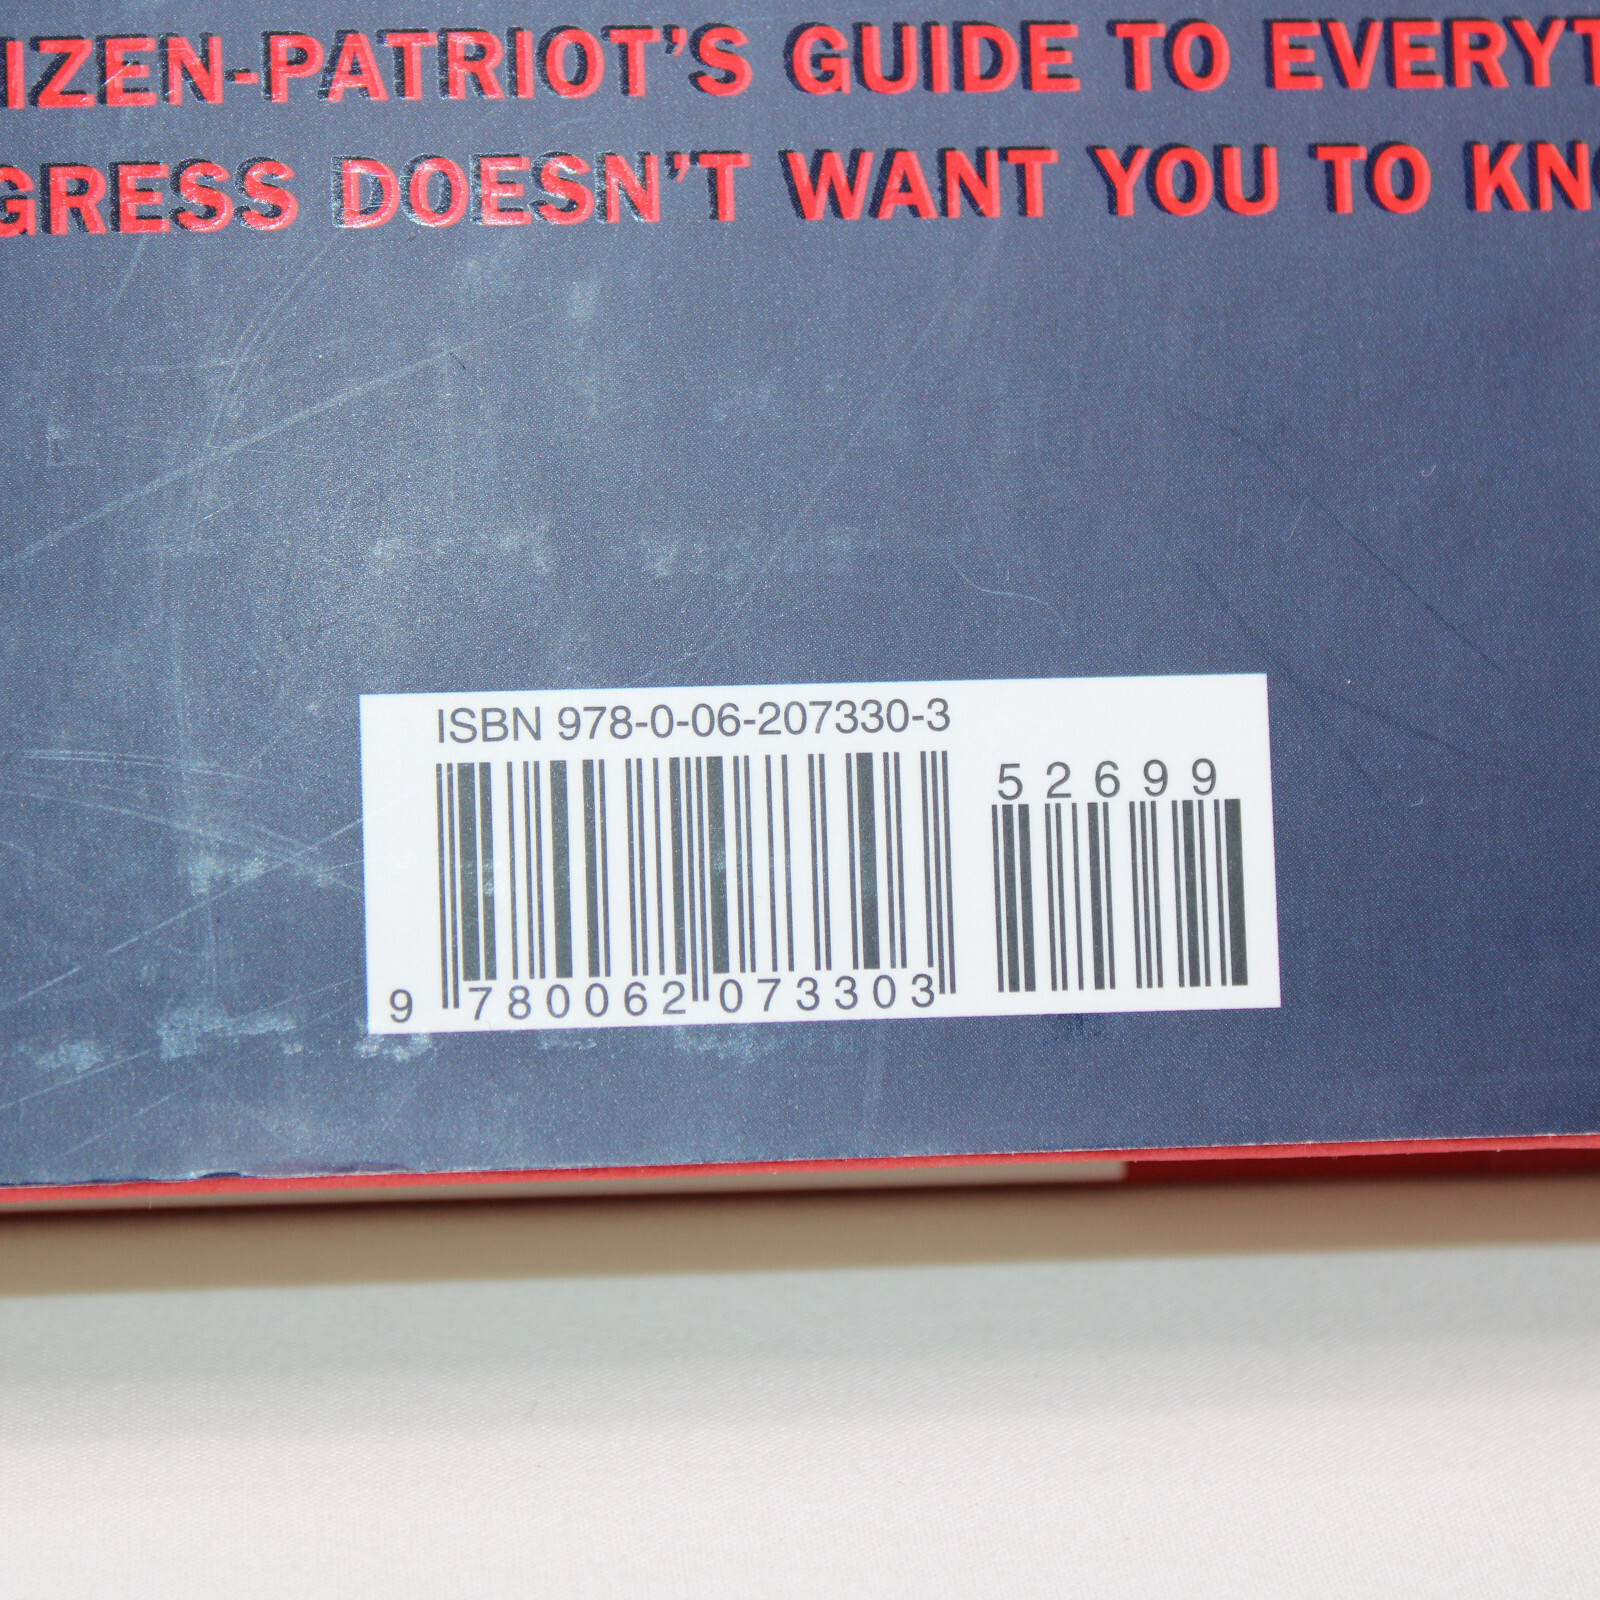 IZEN-PATRIOT'S GUIDE TO EVERYT
GRESS DOESN'T WANT YOU TO KNO
ISBN 978-0-06-207330-3
52699
9 780062 073303